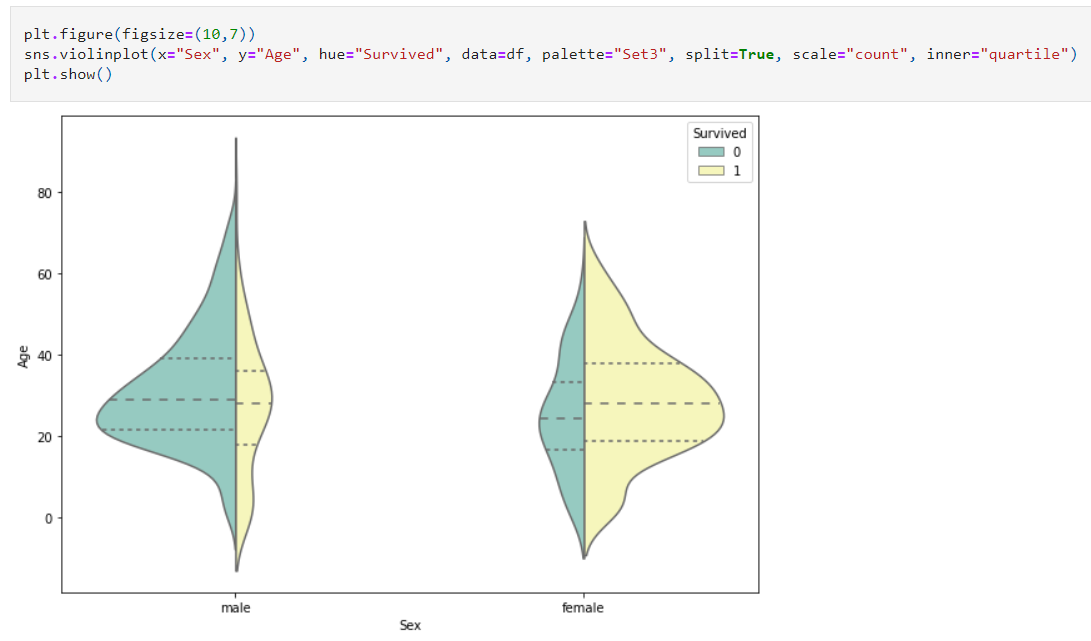 plt.figure(figsize=(10,7))
sns.violinplot(x="Sex", y="Age", hue="Survived", data=df, palette="Set3", split=True, scale="count", inner="quartile")
plt.show()
Survived
0
1
80
60
40
20
0
Age
male female
Sex